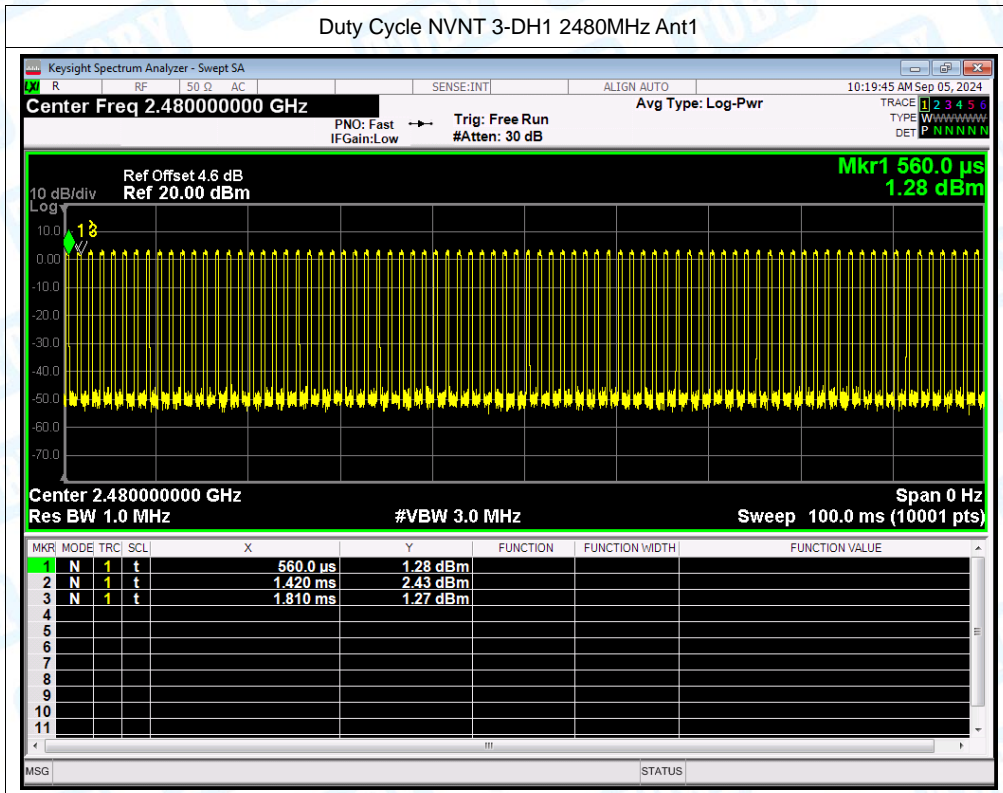 Duty Cycle NVNT 3-DH1 2480MHz Ant1
Keysight Spectrum Analyzer - Swept SA
LXI R RF 50 Ω AC SENSE:INT ALIGN AUTO 10:19:45 AM Sep 05, 2024
Center Freq 2.480000000 GHz Avg Type: Log-Pwr TRACE 1 2 3 4 5 6
PNO: Fast Trig: Free Run TYPE WWWWWW
IFGain:Low #Atten: 30 dB DET P N N N N N
Mkr1 560.0 µs
Ref Offset 4.6 dB
10 dB/div Ref 20.00 dBm 1.28 dBm
Log
10.0
0.00
-10.0
-20.0
-30.0
-40.0
-50.0
-60.0
-70.0
1 3
Center 2.480000000 GHz Span 0 Hz
Res BW 1.0 MHz #VBW 3.0 MHz Sweep 100.0 ms (10001 pts)
MKR MODE TRC SCL X Y FUNCTION FUNCTION WIDTH FUNCTION VALUE
1 N 1 t 560.0 µs 1.28 dBm
2 N 1 t 1.420 ms 2.43 dBm
3 N 1 t 1.810 ms 1.27 dBm
4
5
6
7
8
9
10
11
MSG STATUS